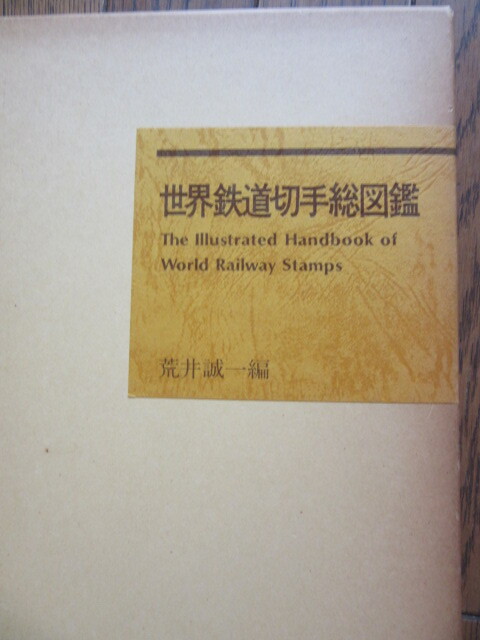 世界鉄道切手総図鑑
The Illustrated Handbook of
World Railway Stamps
荒井誠一編